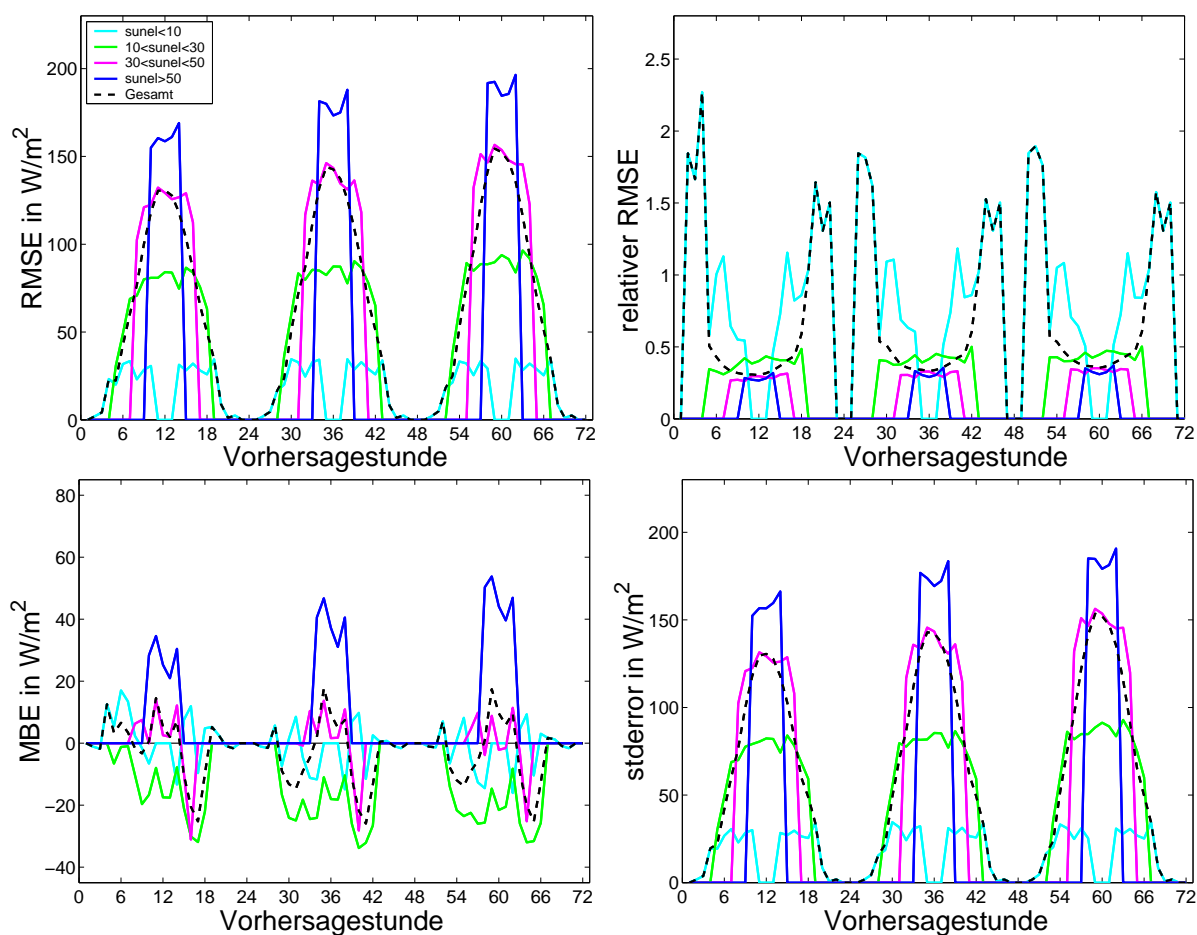 sunel<10
10<sunel<30
30<sunel<50
sunel>50
Gesamt
RMSE in W/m²
200
150
100
50
0
0 6 12 18 24 30 36 42 48 54 60 66 72
Vorhersagestunde
relativer RMSE
2.5
2
1.5
1
0.5
0
0 6 12 18 24 30 36 42 48 54 60 66 72
Vorhersagestunde
MBE in W/m²
80
60
40
20
0
−20
−40
0 6 12 18 24 30 36 42 48 54 60 66 72
Vorhersagestunde
stderror in W/m²
200
150
100
50
0
0 6 12 18 24 30 36 42 48 54 60 66 72
Vorhersagestunde